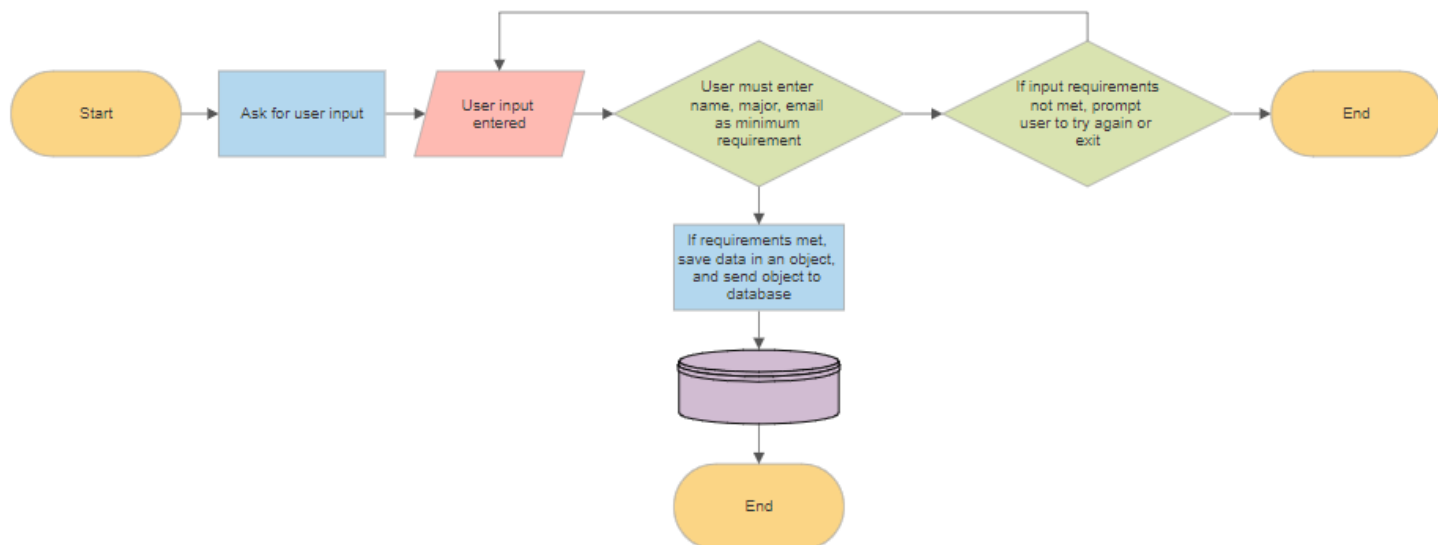 Start
Ask for user input
User input
entered
User must enter
name, major, email
as minimum
requirement
If input requirements
not met, prompt
user to try again or
exit
End
If requirements met,
save data in an object,
and send object to
database
End